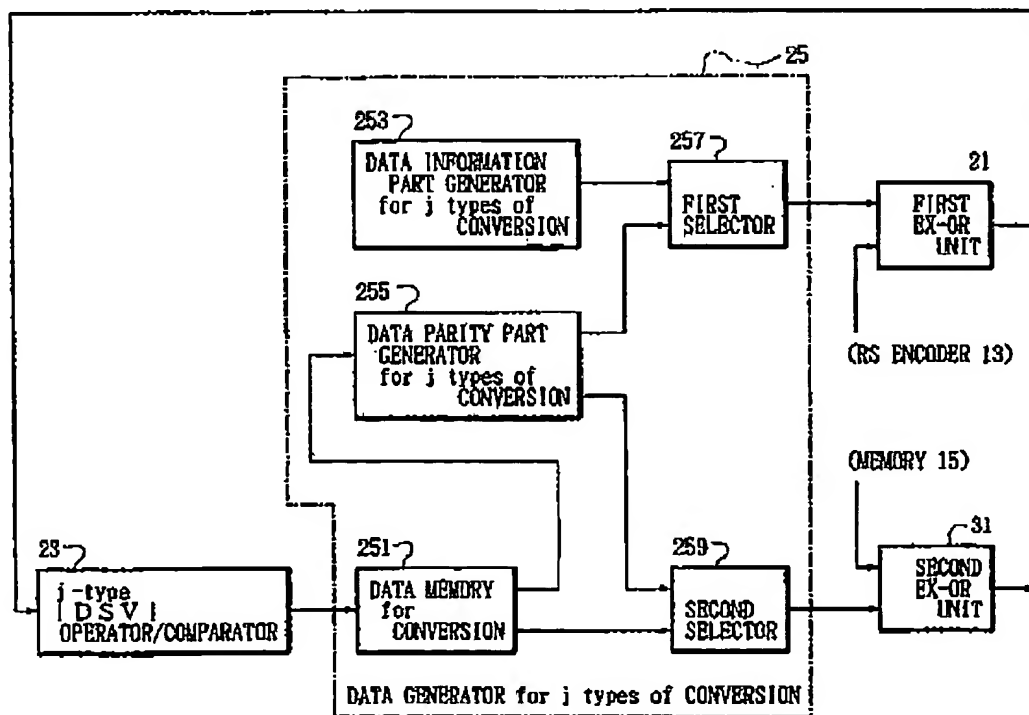 25
253
DATA INFORMATION
PART GENERATOR
for j types of
CONVERSION
257
FIRST
SELECTOR
21
FIRST
EX-OR
UNIT
255
DATA PARITY PART
GENERATOR
for j types of
CONVERSION
(RS ENCODER 13)
(MEMORY 15)
23
j-type
|DSV|
OPERATOR/COMPARATOR
251
DATA MEMORY
for
CONVERSION
259
SECOND
SELECTOR
31
SECOND
EX-OR
UNIT
DATA GENERATOR for j types of CONVERSION